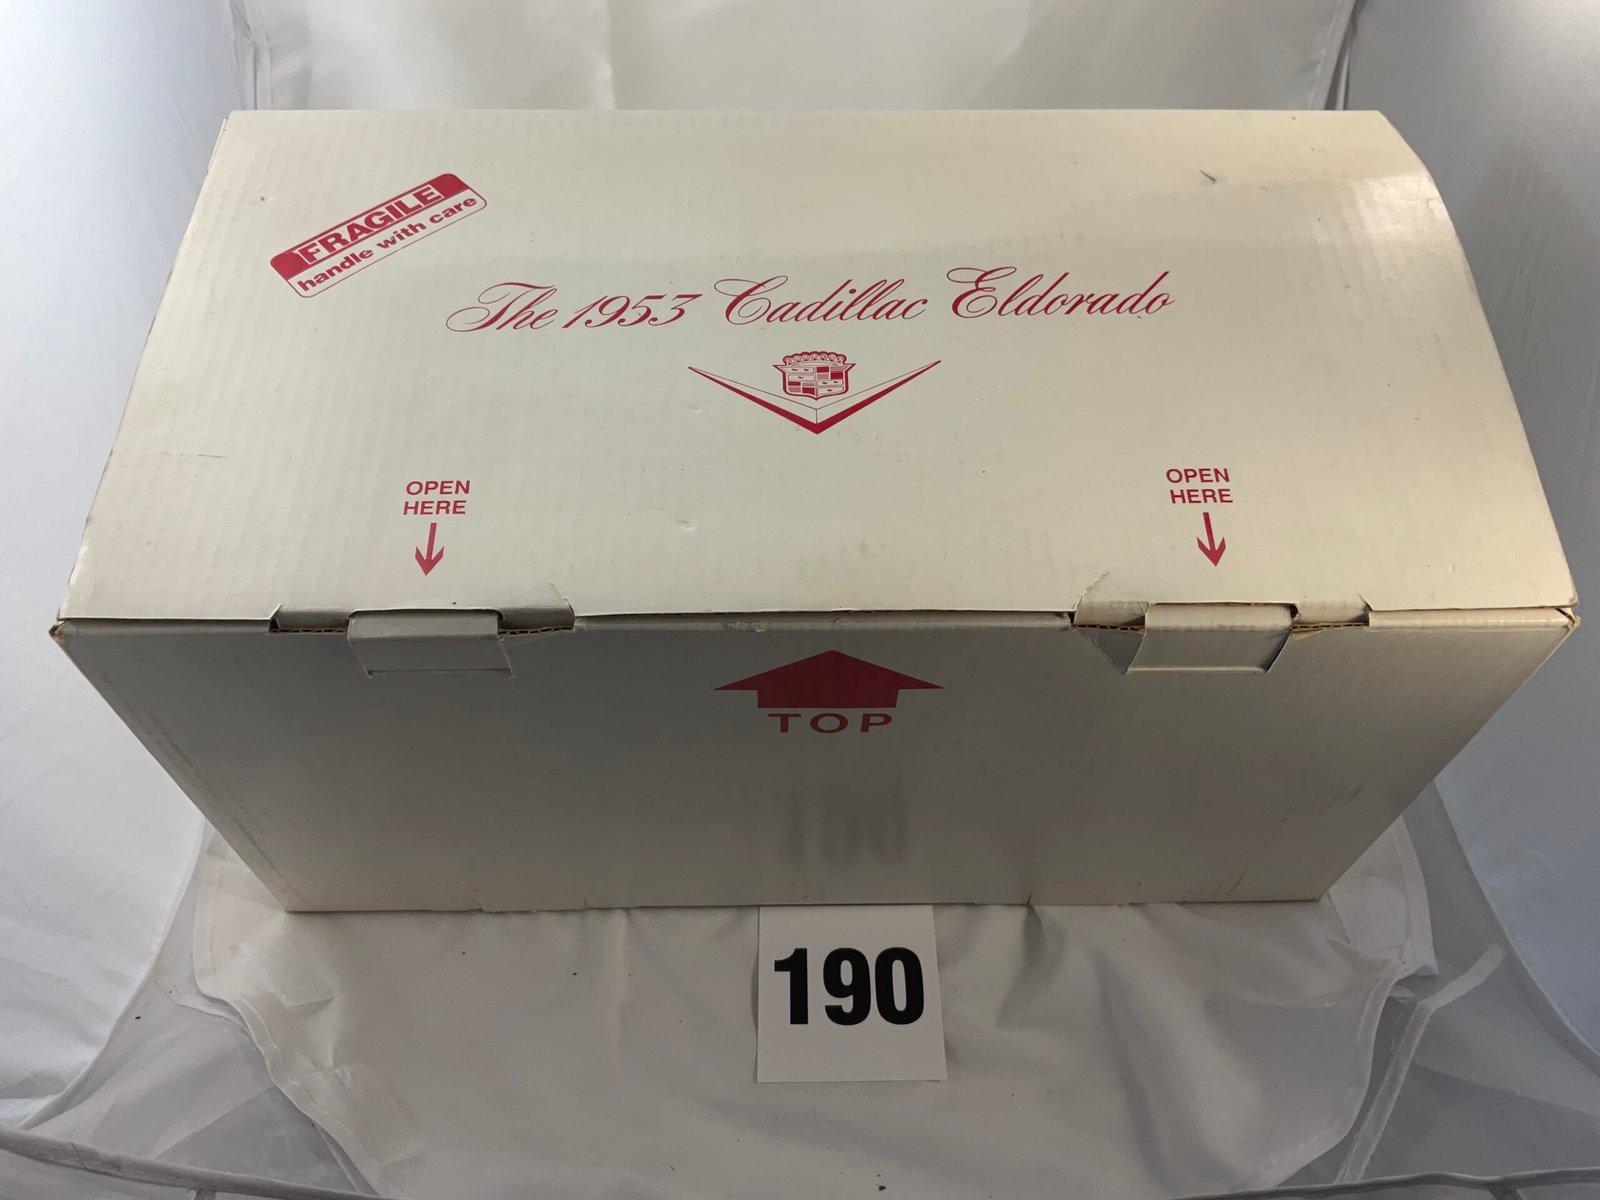 FRAGILE
handle with care
The 1953 Cadillac Eldorado
OPEN
HERE
OPEN
HERE
TOP
190